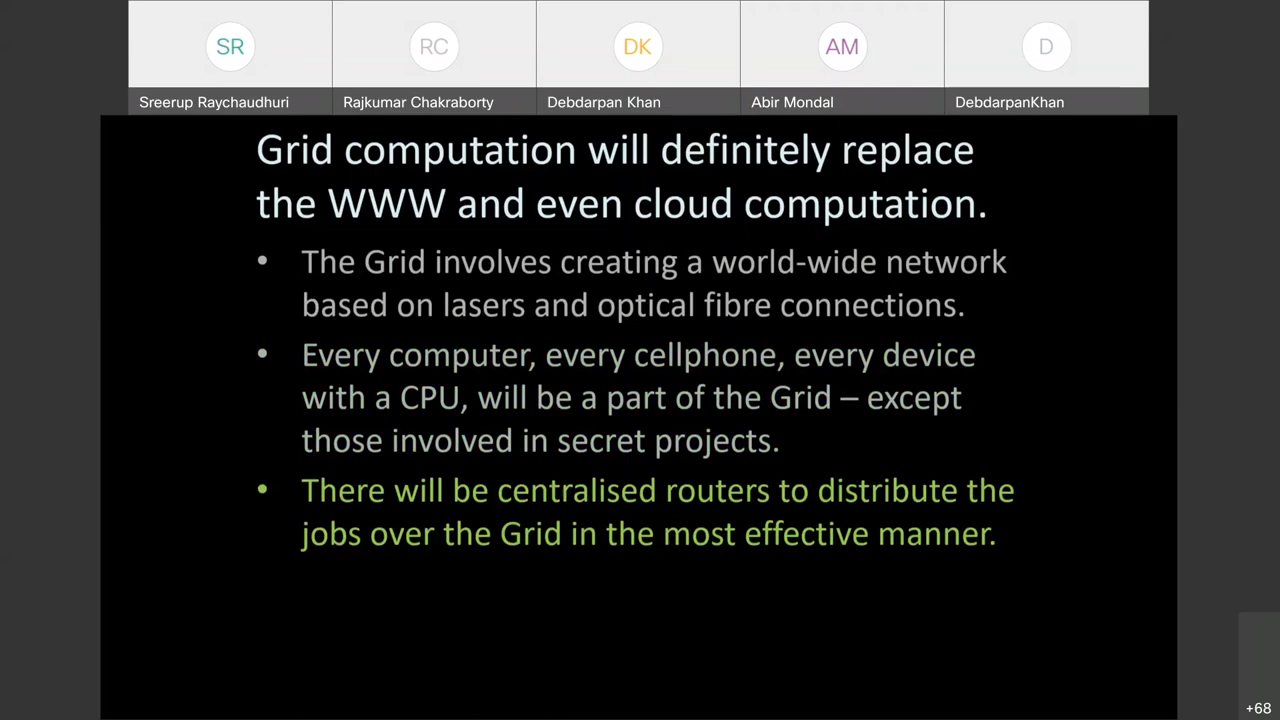 SR
RC
DK
AM
D
Sreerup Raychaudhuri
Rajkumar Chakraborty
Debdarpan Khan
Abir Mondal
DebdarpanKhan
Grid computation will definitely replace
the WWW and even cloud computation.
• The Grid involves creating a world-wide network
based on lasers and optical fibre connections.
• Every computer, every cellphone, every device
with a CPU, will be a part of the Grid – except
those involved in secret projects.
• There will be centralised routers to distribute the
jobs over the Grid in the most effective manner.
+68